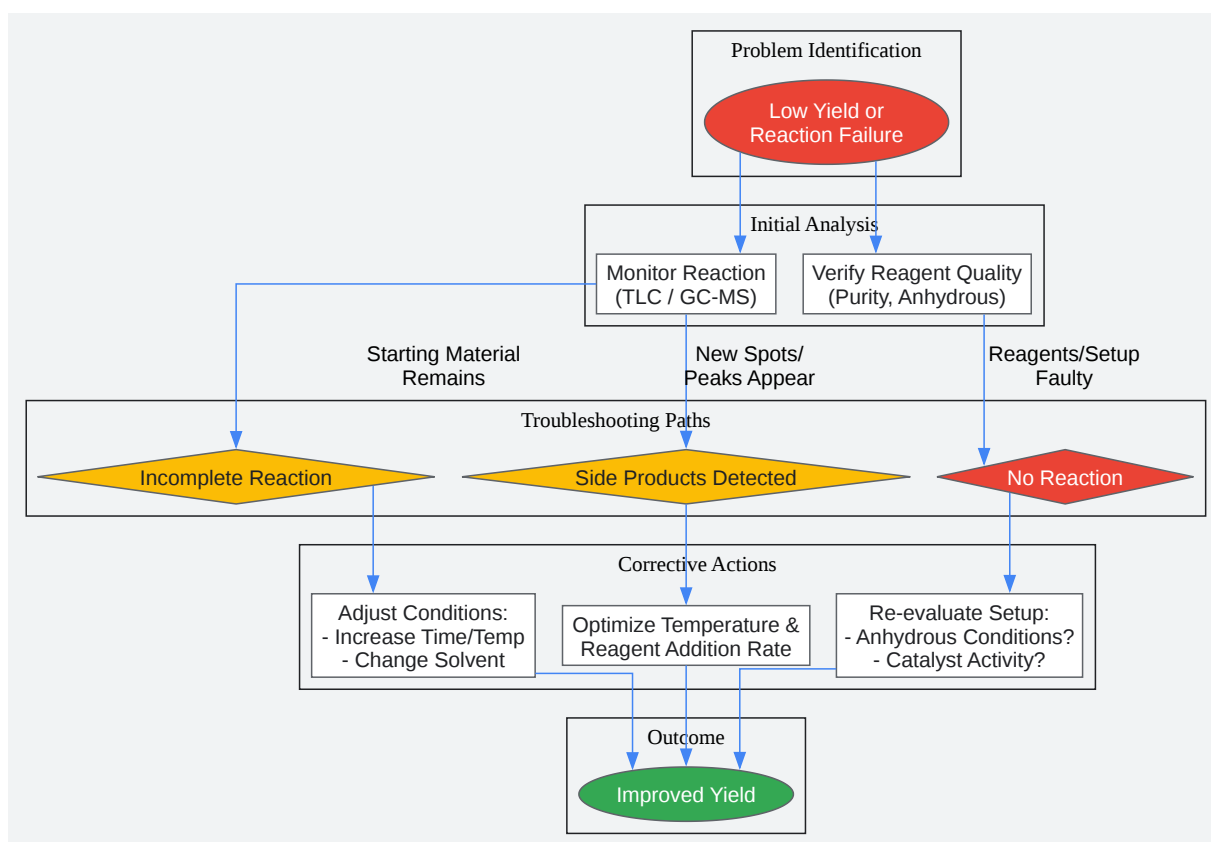 Problem Identification
Low Yield or
Reaction Failure
Initial Analysis
Monitor Reaction
(TLC / GC-MS)
Verify Reagent Quality
(Purity, Anhydrous)
Starting Material
Remains
New Spots/
Peaks Appear
Reagents/Setup
Faulty
Troubleshooting Paths
Incomplete Reaction
Side Products Detected
No Reaction
Corrective Actions
Adjust Conditions:
- Increase Time/Temp
- Change Solvent
Optimize Temperature &
Reagent Addition Rate
Re-evaluate Setup:
- Anhydrous Conditions?
- Catalyst Activity?
Outcome
Improved Yield